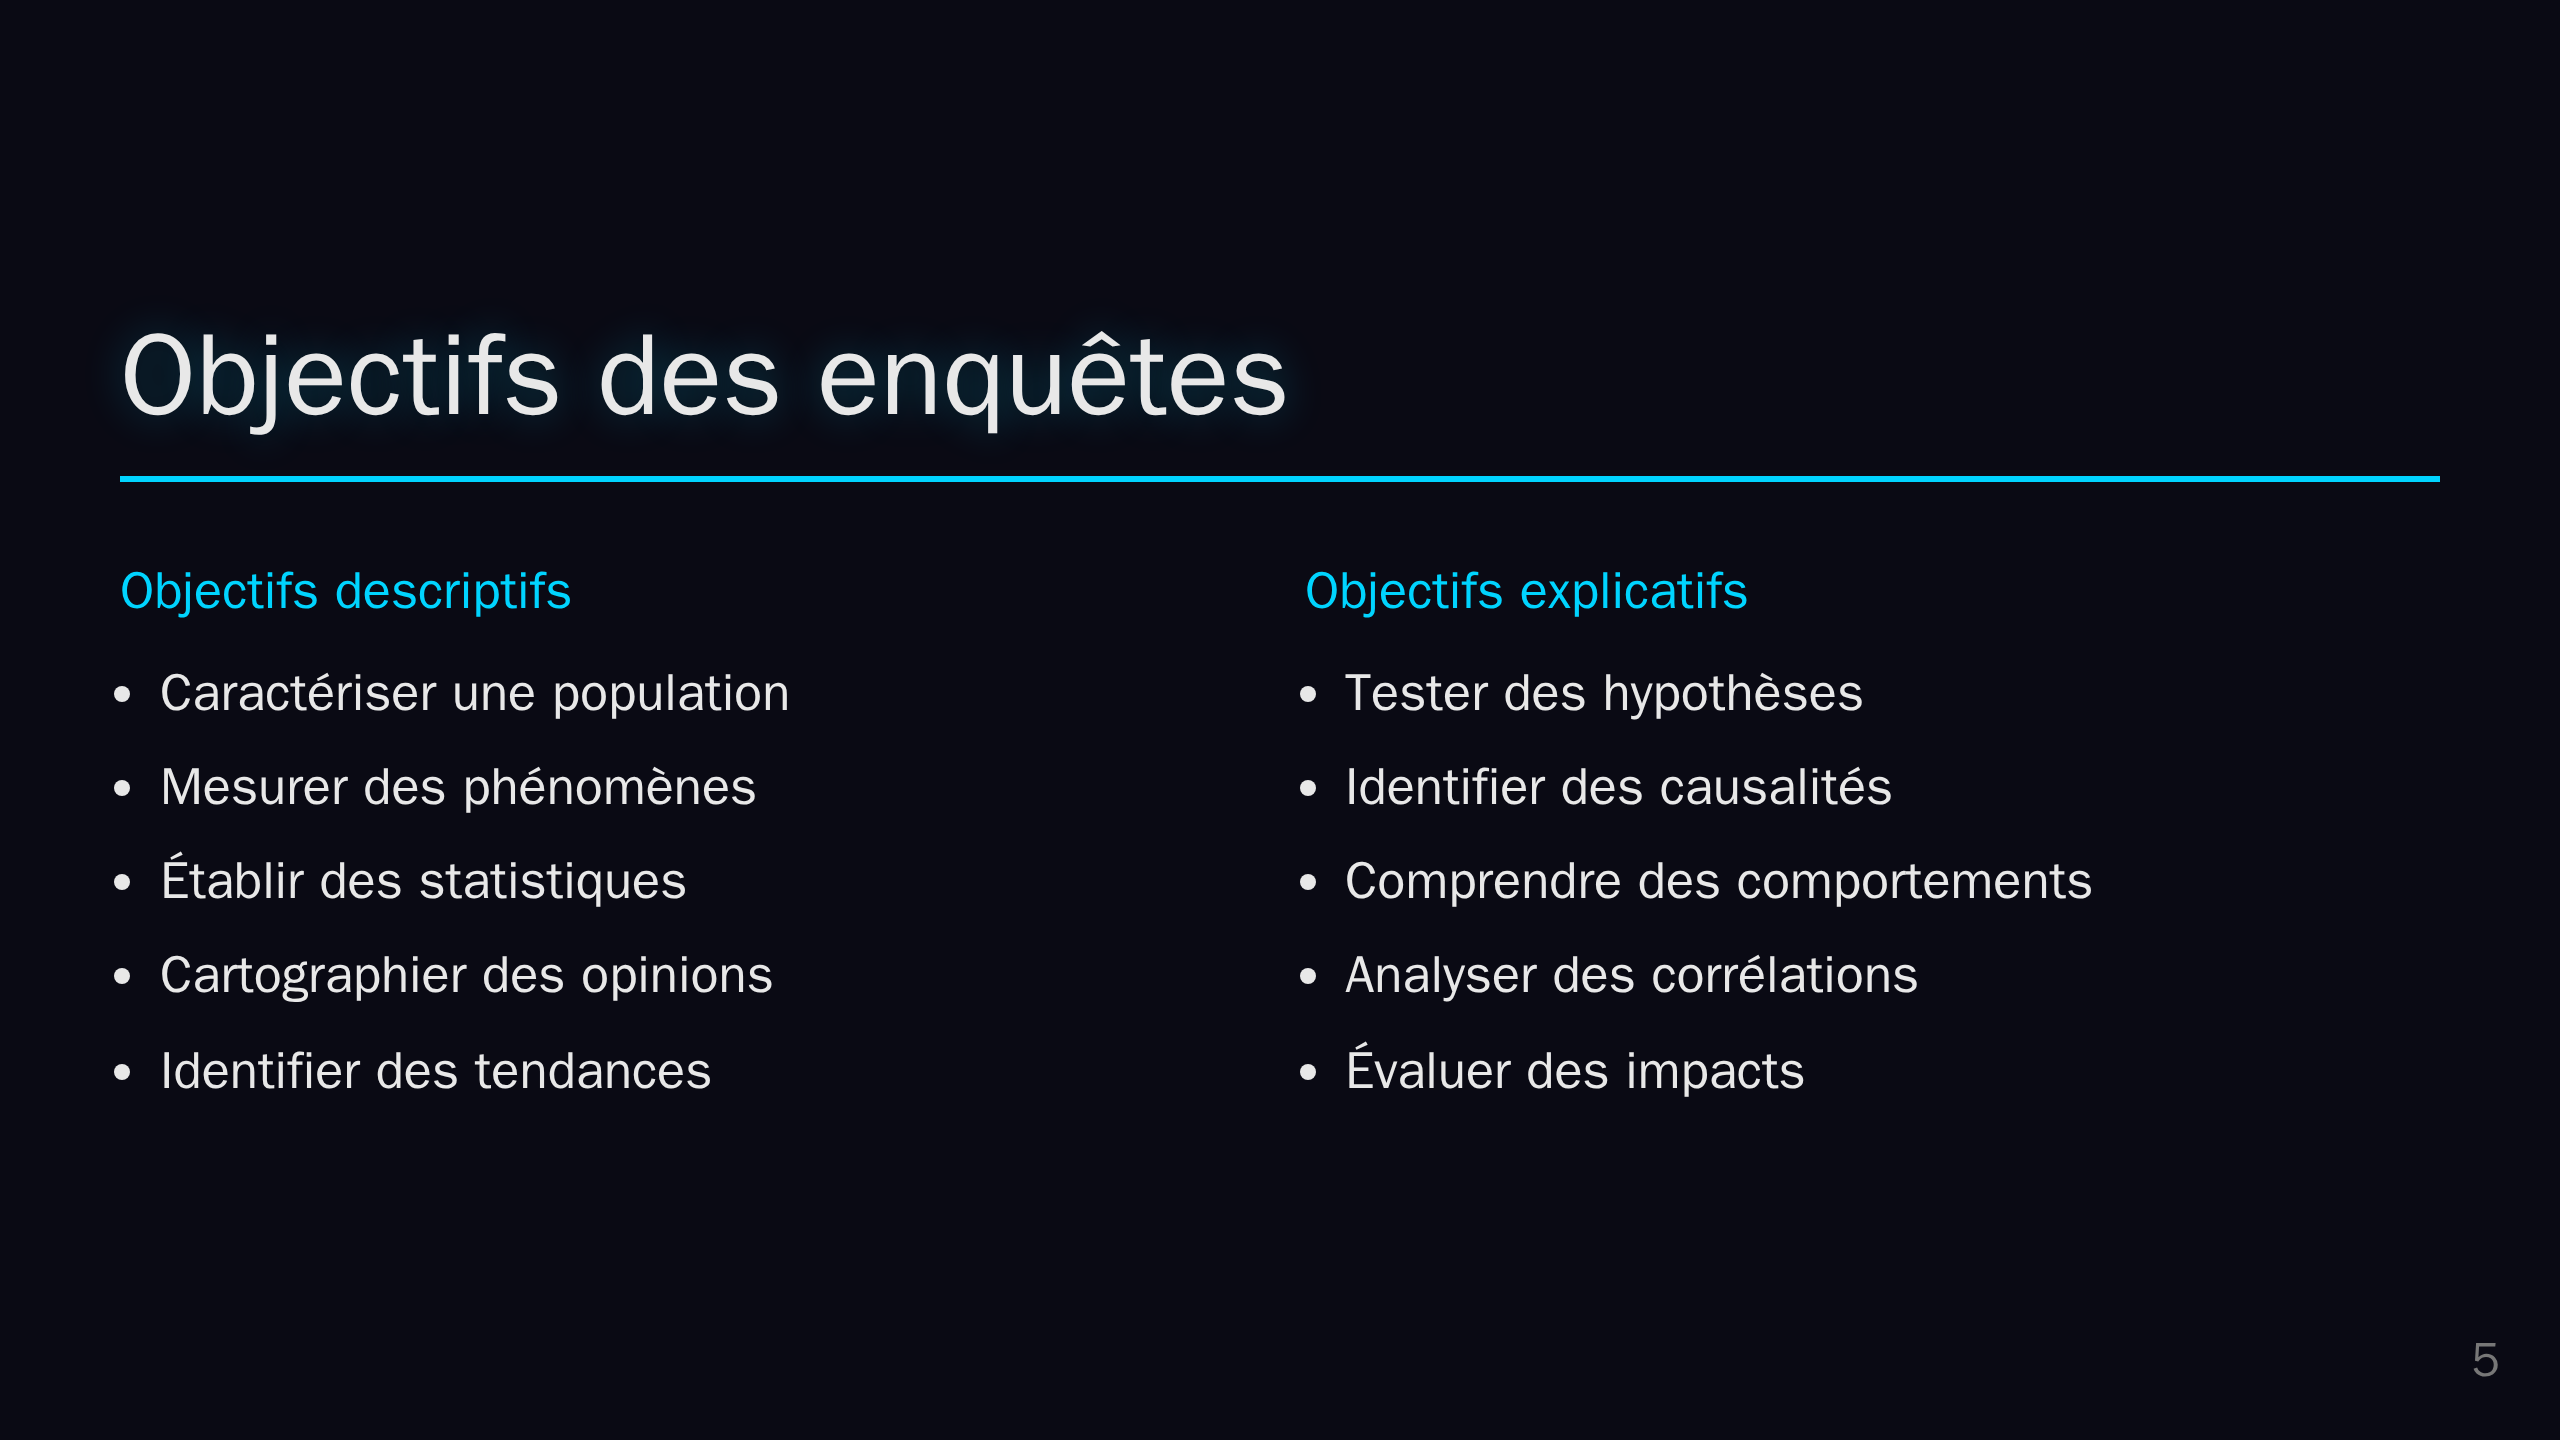 Objectifs des enquêtes
Objectifs descriptifs
• Caractériser une population
• Mesurer des phénomènes
• Établir des statistiques
• Cartographier des opinions
• Identifier des tendances
Objectifs explicatifs
• Tester des hypothèses
• Identifier des causalités
• Comprendre des comportements
• Analyser des corrélations
• Évaluer des impacts
5